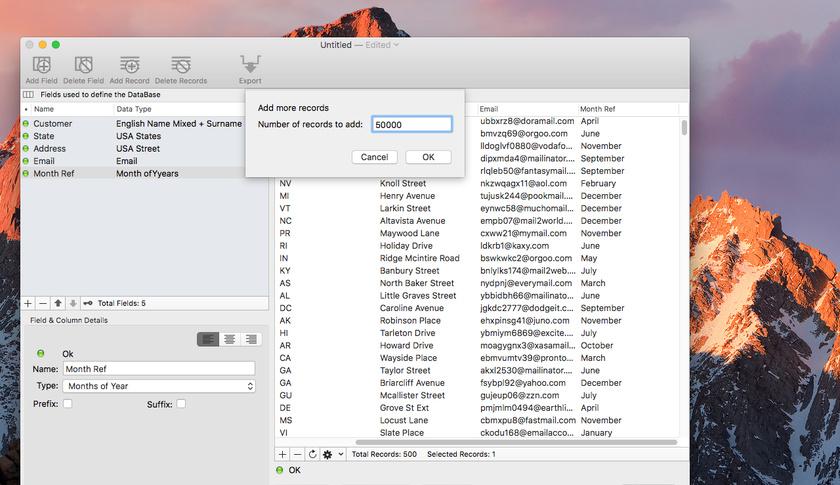 Untitled — Edited
Add Field Delete Field Add Record Delete Records Export
Fields used to define the DataBase
Name Data Type
Customer English Name Mixed + Surname
State USA States
Address USA Street
Email Email
Month Ref Month ofYyears
Total Fields: 5
Field & Column Details
Ok
Name: Month Ref
Type: Months of Year
Prefix: Suffix:
Add more records
Number of records to add: 50000
Cancel OK
Email Month Ref
ubbxrz8@doramail.com April
bmvzq69@orgoo.com June
lldoglvf0880@vodafo... November
dipxmda4@mailinator.... September
rlqleb50@fantasymail.... September
NV Knoll Street nkzwqagx11@aol.com February
MI Henry Avenue tujusk244@pookmail.... December
VT Larkin Street eynwc58@muchomail... December
NC Altavista Avenue empb07@mail2world.... December
PR Maywood Lane cxww21@mymail.com November
RI Holiday Drive ldkrb1@kaxy.com June
IN Ridge Mcintire Road bswkwkc2@orgoo.com May
KY Banbury Street bnlylks174@mail2web.... July
AS North Baker Street nydpnj@everymail.com March
AL Little Graves Street ybbidbh66@mailinato... June
DC Caroline Avenue jgkdc2777@dodgeit.c... September
AK Robinson Place ehxpinsg41@juno.com November
HI Tarleton Drive ybmiym6869@excite.... July
AR Howard Drive moagygnx3@xasamail... October
CA Wayside Place ebmvumtv39@pronto... March
GA Taylor Street akxlc2530@mailinator.... June
GA Briarcliff Avenue fsybpl92@yahoo.com December
GU Mcallister Street gujeup06@zzn.com July
DE Grove St Ext pmjmlm0494@earthli... April
MS Locust Lane cbmxpu8@fastmail.com November
VI Slate Place ckodu168@emailacco... January
Total Records: 500 Selected Records: 1
OK